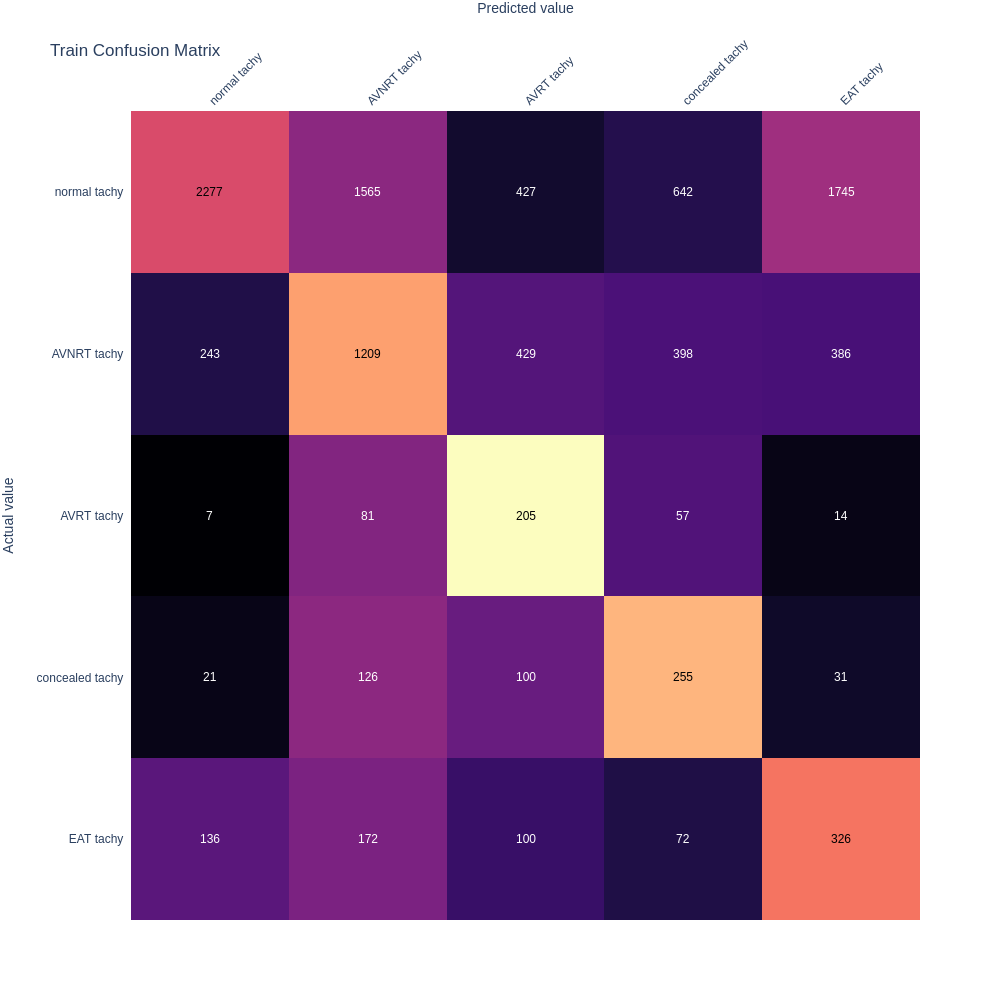 Predicted value
Train Confusion Matrix
normal tachy
AVNRT tachy
AVRT tachy
concealed tachy
EAT tachy
normal tachy 2277 1565 427 642 1745
AVNRT tachy 243 1209 429 398 386
Actual value
AVRT tachy 7 81 205 57 14
concealed tachy 21 126 100 255 31
EAT tachy 136 172 100 72 326